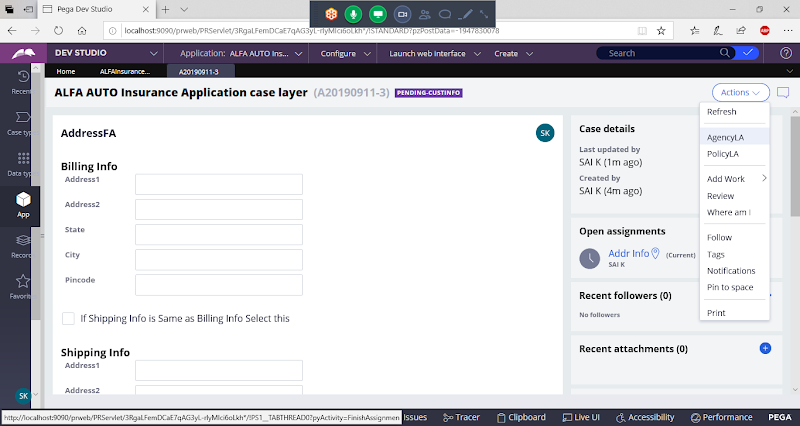 Pega Dev Studio
localhost:9090/prweb/PRServlet/3RgaLFemDCaE7qAG3yL-rlyMIci6oLkh*/!STANDARD?pzPostData=-1947830078
DEV STUDIO
Application: ALFA AUTO Ins...
Configure
Launch web interface
Create
Search
Home
ALFAInsurance...
A20190911-3
Recen
Case typ
Data typ
App
Record
Favorit
SK
ALFA AUTO Insurance Application case layer (A20190911-3) PENDING-CUSTINFO
Actions
AddressFA
SK
Billing Info
Address1
Address2
State
City
Pincode
If Shipping Info is Same as Billing Info Select this
Shipping Info
Address1
Address2
Case details
Last updated by
SAI K (1m ago)
Created by
SAI K (4m ago)
Open assignments
Addr Info (Current)
SAI K
Recent followers (0)
No followers
Recent attachments (0)
Refresh
AgencyLA
PolicyLA
Add Work
Review
Where am I
Follow
Tags
Notifications
Pin to space
Print
http://localhost:9090/prweb/PRServlet/3RgaLFemDCaE7qAG3yL-rlyMIci6oLkh*/!PS1__TABTHREAD0?pyActivity=FinishAssignmen
Issues
Tracer
Clipboard
Live UI
Accessibility
Performance
PEGA